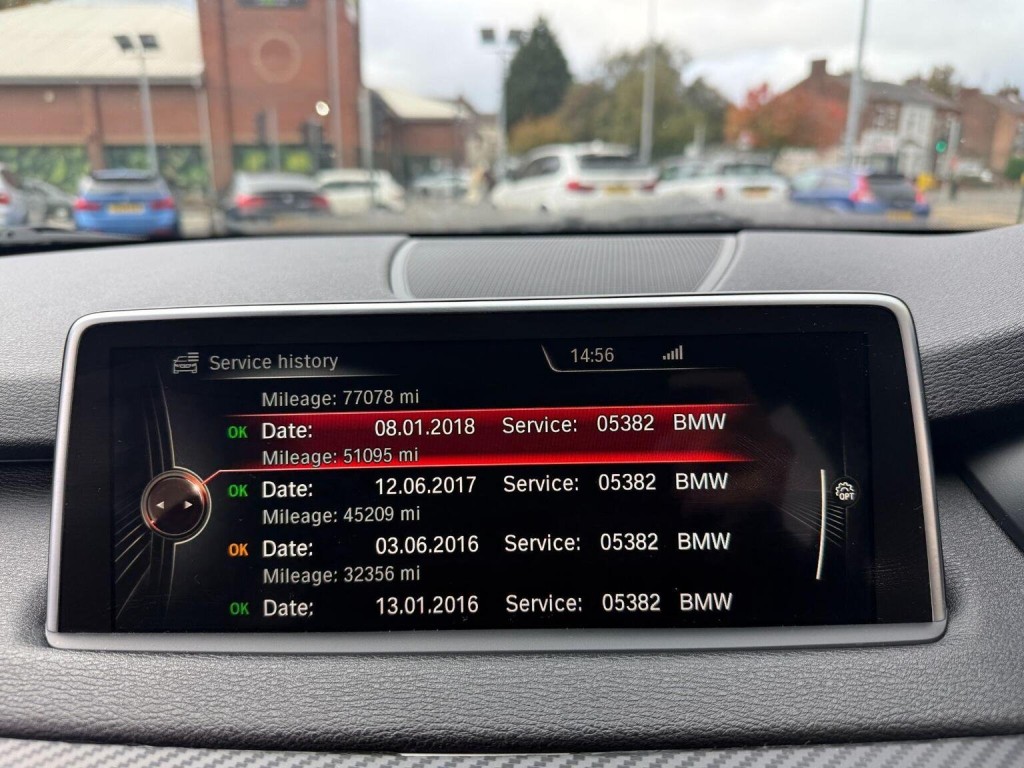 Service history 14:56
Mileage: 77078 mi
OK Date: 08.01.2018 Service: 05382 BMW
Mileage: 51095 mi
OK Date: 12.06.2017 Service: 05382 BMW
Mileage: 45209 mi
OK Date: 03.06.2016 Service: 05382 BMW
Mileage: 32356 mi
OK Date: 13.01.2016 Service: 05382 BMW
OPT